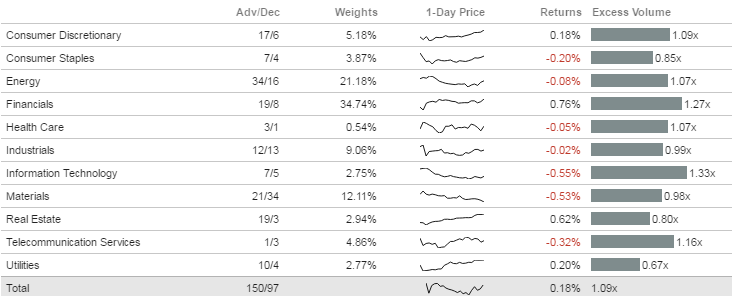 Adv/Dec Weights 1-Day Price Returns Excess Volume
Consumer Discretionary 17/6 5.18% 0.18% 1.09x
Consumer Staples 7/4 3.87% -0.20% 0.85x
Energy 34/16 21.18% -0.08% 1.07x
Financials 19/8 34.74% 0.76% 1.27x
Health Care 3/1 0.54% -0.05% 1.07x
Industrials 12/13 9.06% -0.02% 0.99x
Information Technology 7/5 2.75% -0.55% 1.33x
Materials 21/34 12.11% -0.53% 0.98x
Real Estate 19/3 2.94% 0.62% 0.80x
Telecommunication Services 1/3 4.86% -0.32% 1.16x
Utilities 10/4 2.77% 0.20% 0.67x
Total 150/97 0.18% 1.09x